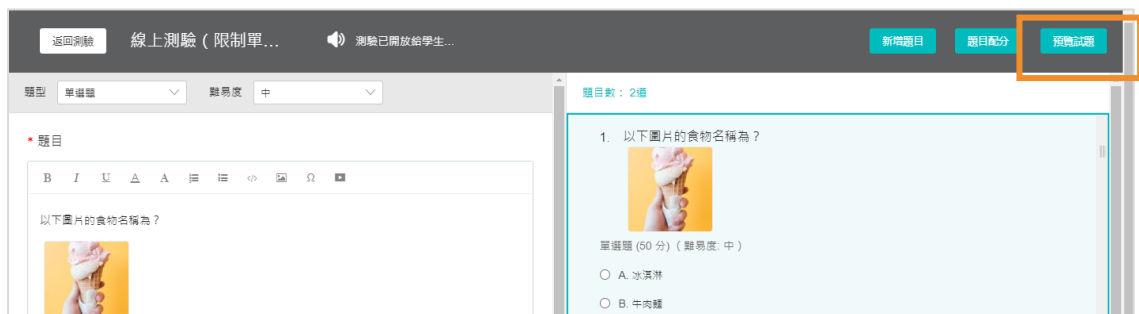 返回測驗 線上測驗（限制單... 測驗已開放給學生... 新增題目 題目配分 預覽試題
題型 單選題 難易度 中
* 題目
B I U A A </> Ω
以下圖片的食物名稱為？
題目數： 2道
1. 以下圖片的食物名稱為？
單選題 (50 分)（難易度: 中）
A. 冰淇淋
B. 牛肉麵